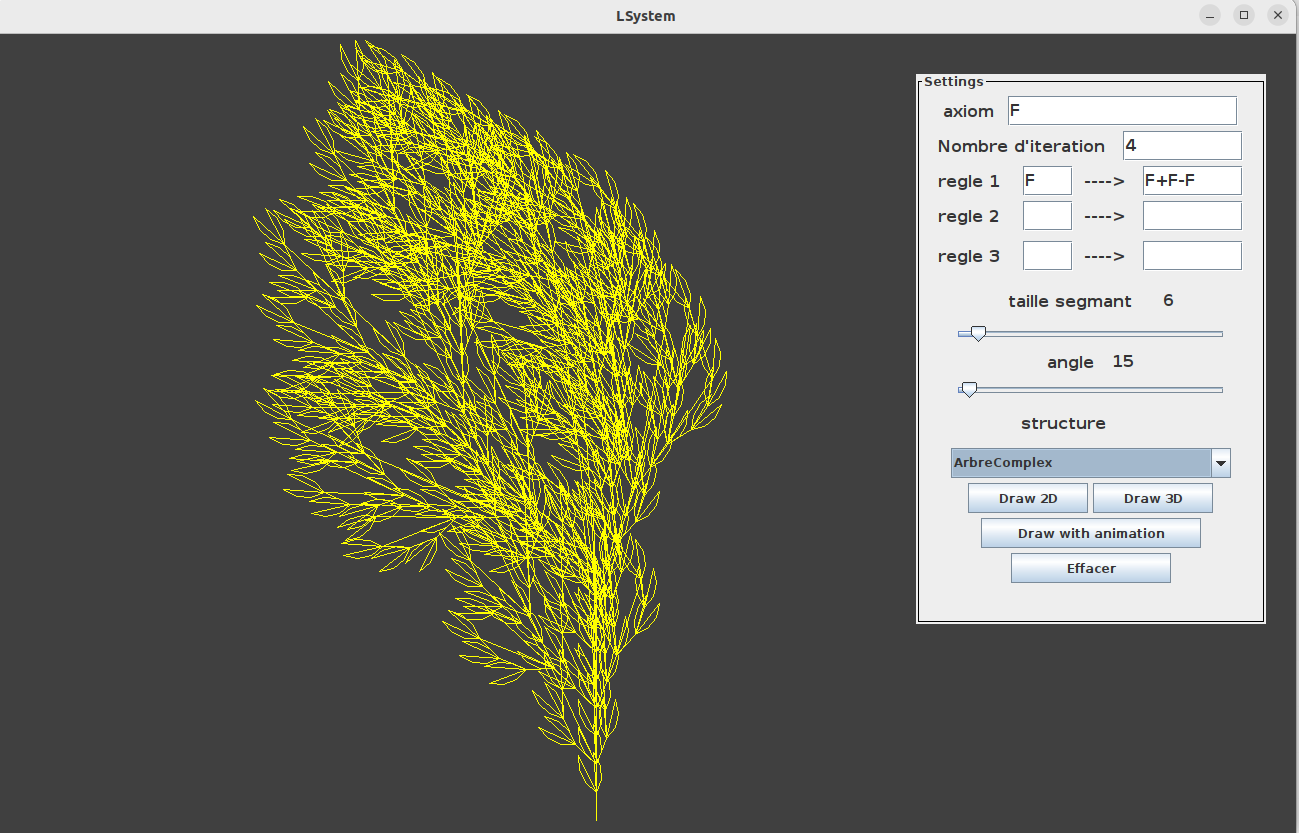 LSystem
Settings
axiom F
Nombre d'iteration 4
regle 1 F ----> F+F-F
regle 2 ---->
regle 3 ---->
taille segmant 6
angle 15
structure
ArbreComplex
Draw 2D Draw 3D
Draw with animation
Effacer